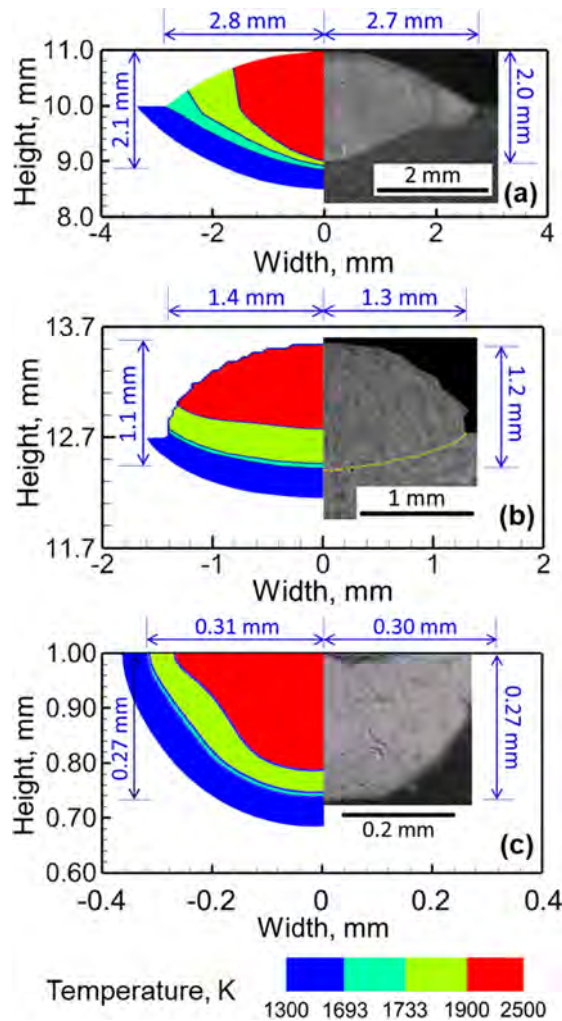 2.8 mm 2.7 mm
11.0
10.0
9.0
8.0
Height, mm
2.1 mm
2.0 mm
2 mm
(a)
-4 -2 0 2 4
Width, mm
1.4 mm 1.3 mm
13.7
12.7
11.7
Height, mm
1.1 mm
1.2 mm
1 mm
(b)
-2 -1 0 1 2
Width, mm
0.31 mm 0.30 mm
1.00
0.90
0.80
0.70
0.60
Height, mm
0.27 mm
0.27 mm
0.2 mm
(c)
-0.4 -0.2 0 0.2 0.4
Width, mm
Temperature, K
1300 1693 1733 1900 2500